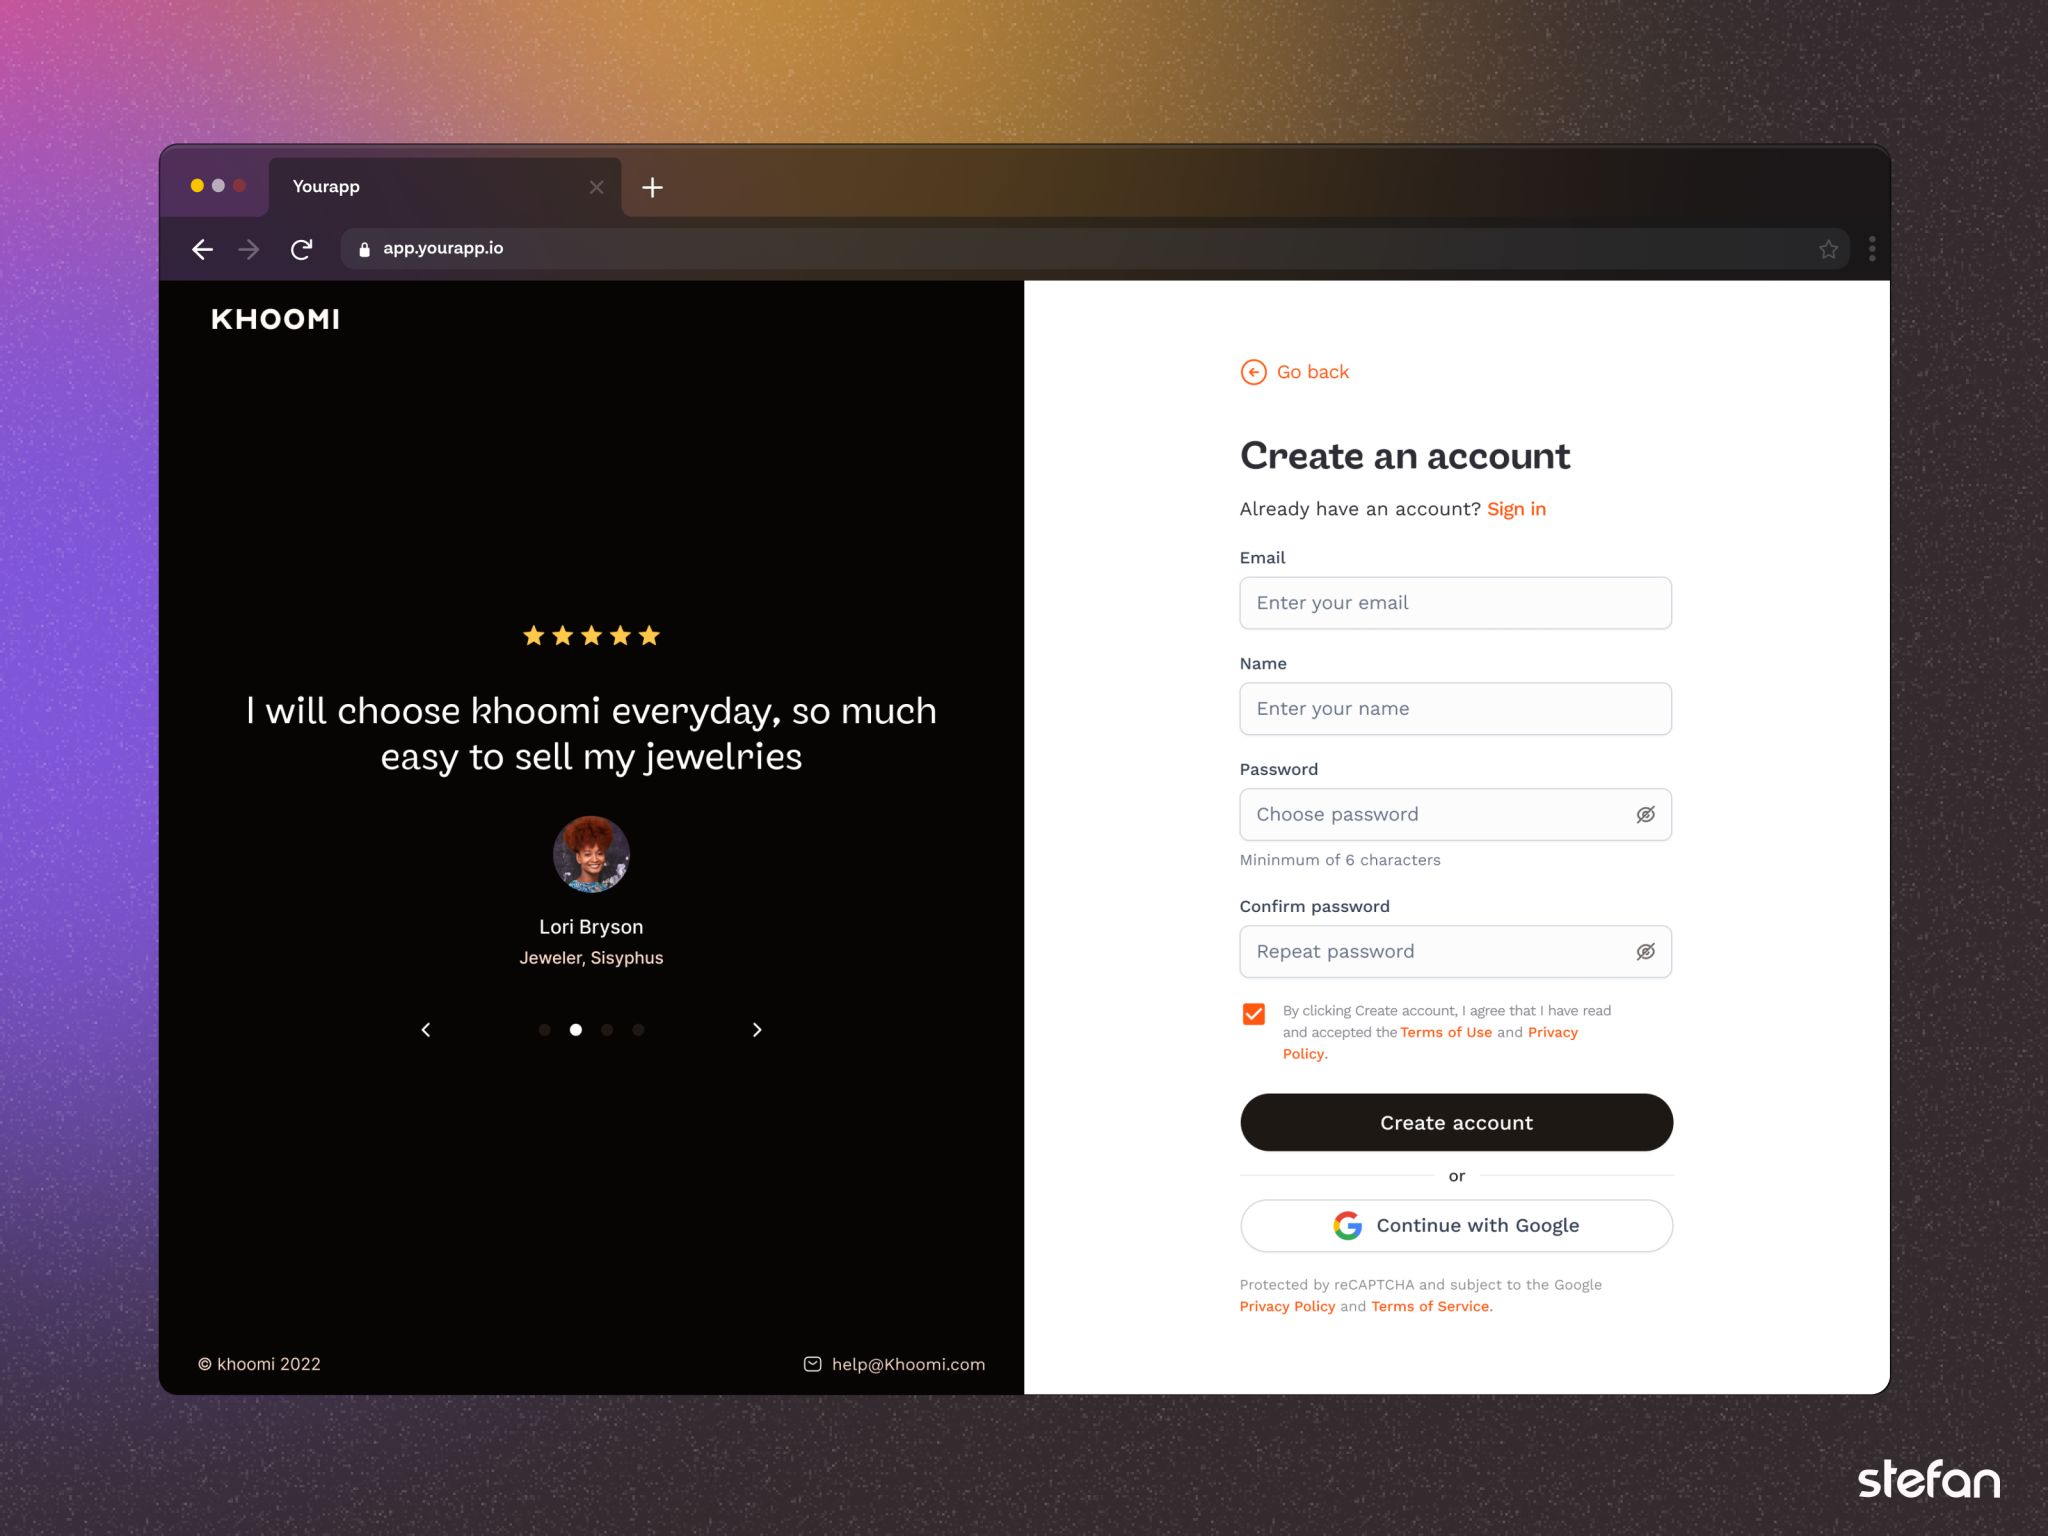 Yourapp
app.yourapp.io
KHOOMI
I will choose khoomi everyday, so much
easy to sell my jewelries
Lori Bryson
Jeweler, Sisyphus
© khoomi 2022
help@Khoomi.com
Go back
Create an account
Already have an account? Sign in
Email
Enter your email
Name
Enter your name
Password
Choose password
Mininmum of 6 characters
Confirm password
Repeat password
By clicking Create account, I agree that I have read
and accepted the Terms of Use and Privacy
Policy.
Create account
or
Continue with Google
Protected by reCAPTCHA and subject to the Google
Privacy Policy and Terms of Service.
stefan